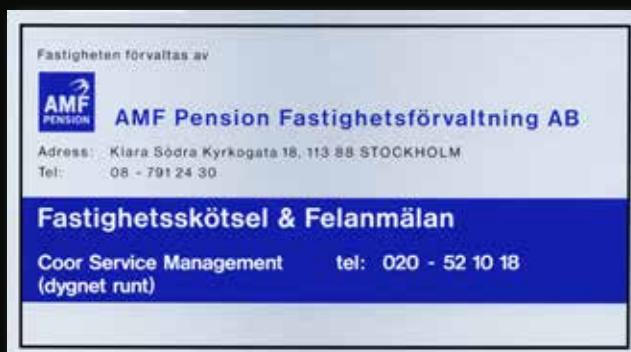 Fastigheten förvaltas av
AMF
PENSION
AMF Pension Fastighetsförvaltning AB
Adress: Klara Södra Kyrkogata 18, 113 88 STOCKHOLM
Tel: 08 - 791 24 30
Fastighetsskötsel & Felanmälan
Coor Service Management tel: 020 - 52 10 18
(dygnet runt)